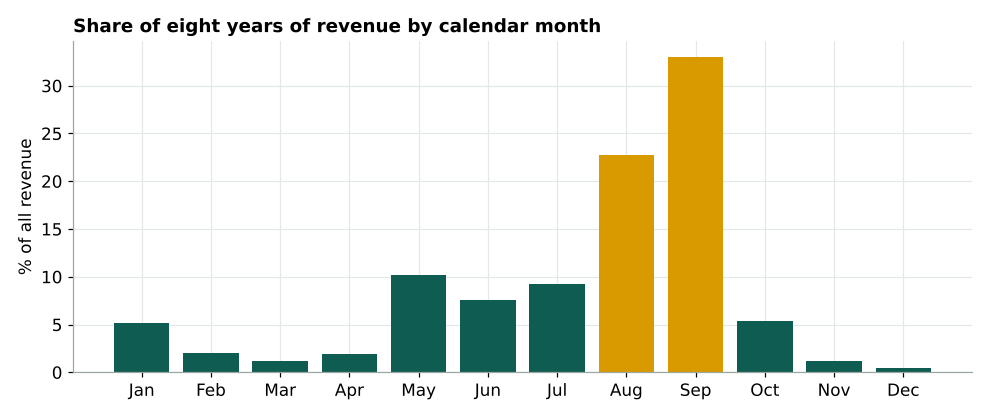 Share of eight years of revenue by calendar month
% of all revenue
30
25
20
15
10
5
0
Jan Feb Mar Apr May Jun Jul Aug Sep Oct Nov Dec